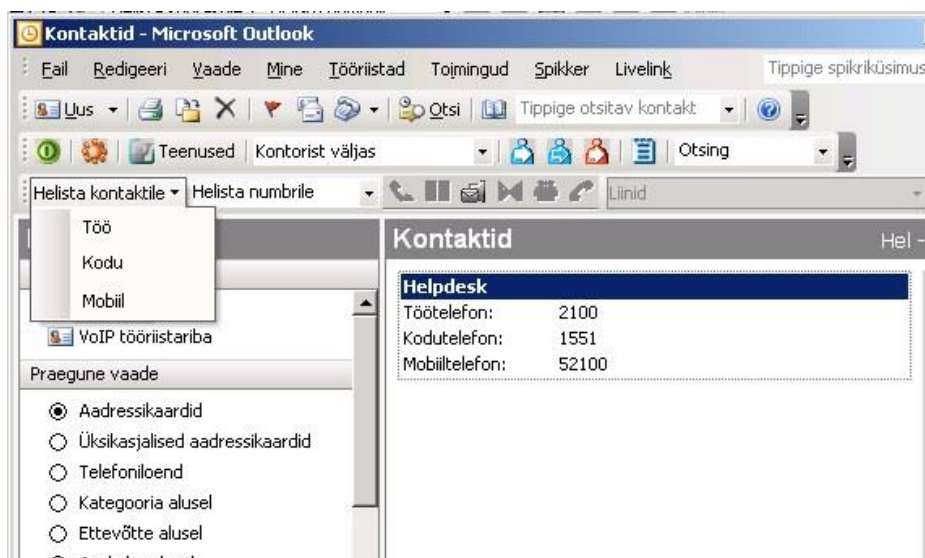 Kontaktid - Microsoft Outlook
Fail Redigeeri Vaade Mine Tööriistad Toimingud Spikker Livelink Tippige spikriküsimus
Uus Otsi Tippige otsitav kontakt
Teenused Kontorist väljas Otsing
Helista kontaktile Helista numbrile Liinid
Töö
Kodu
Mobiil
VoIP tööriistariba
Praegune vaade
Aadressikaardid
Üksikasjalised aadressikaardid
Telefoniloend
Kategooria alusel
Ettevõtte alusel
Kontaktid Hel -
Helpdesk
Töötelefon: 2100
Kodutelefon: 1551
Mobiiltelefon: 52100